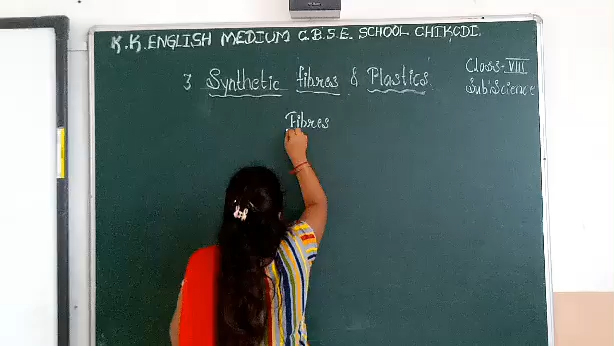 K.K. ENGLISH MEDIUM C.B.S.E. SCHOOL CHIKODI.
Class-VIII
3 Synthetic fibres & Plastics
Sub:Science
Fibres